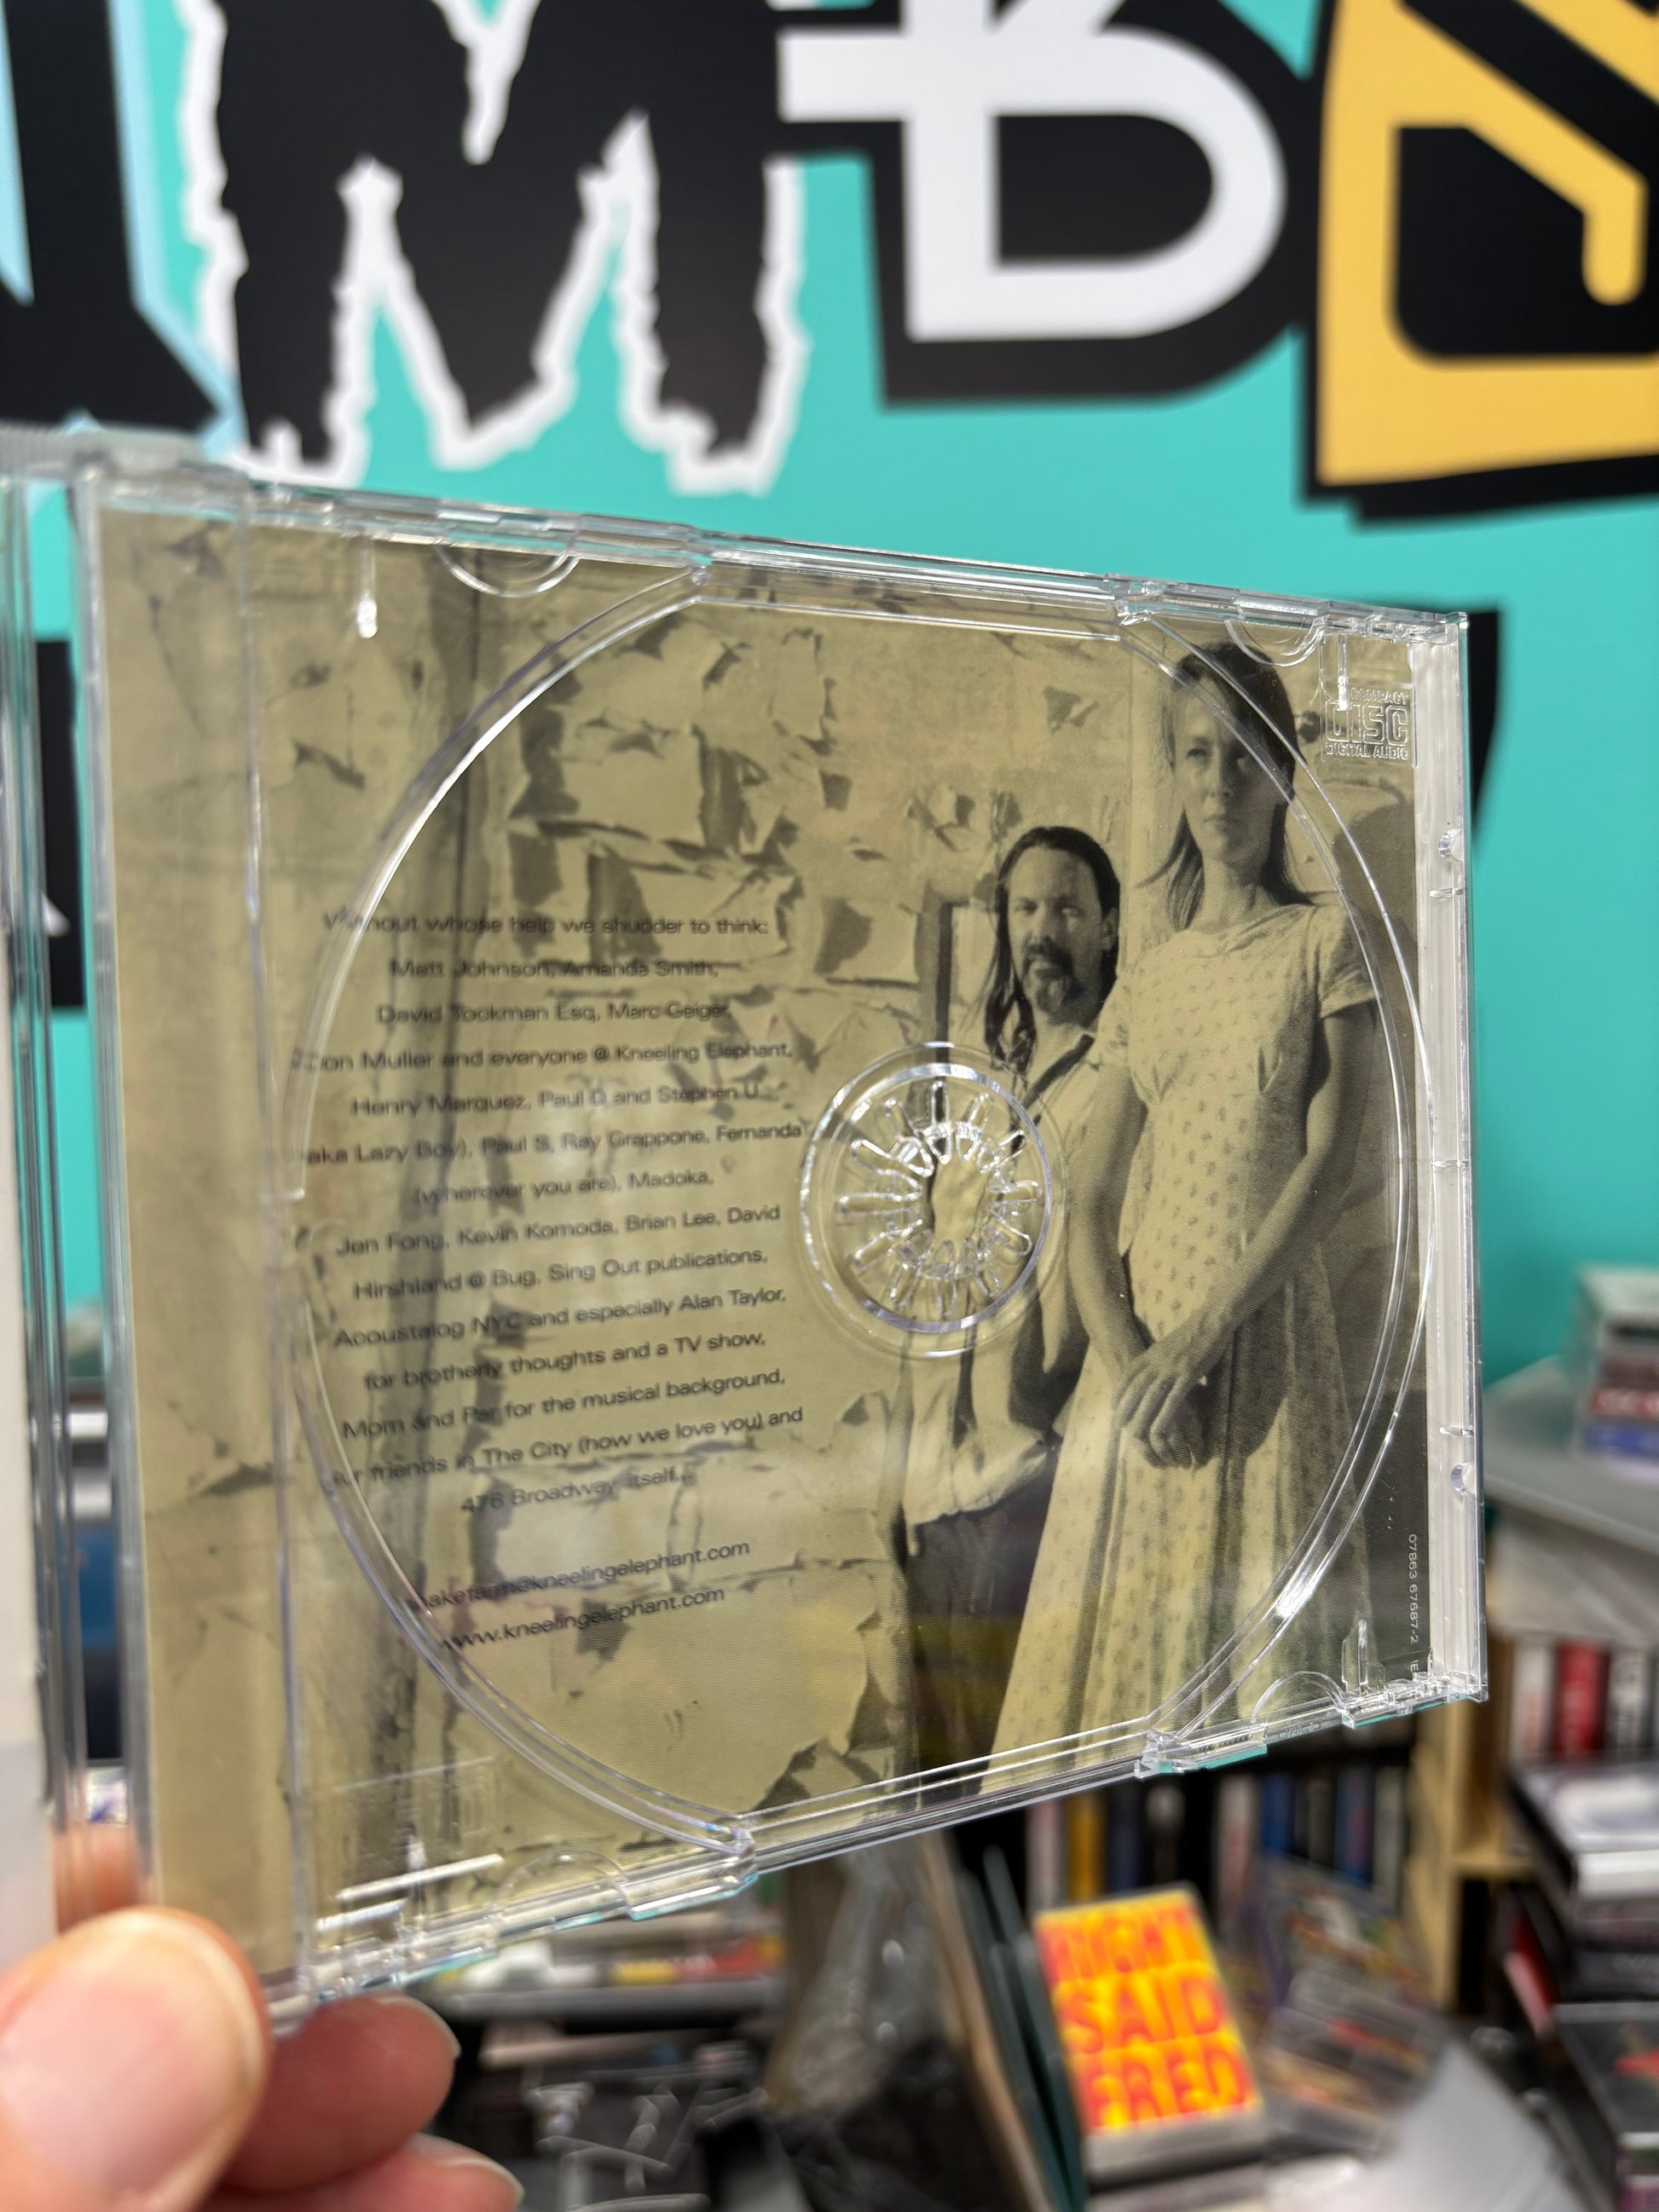 MB
COMPACT
DISC
DIGITAL AUDIO
Without whose help we shudder to think:
Matt Johnson, Amanda Smith,
David Tockman Esq, Marc Geiger,
Muller and everyone @ Kneeling Elephant,
Henry Marquez, Paul D and Stephen U
aka Lazy Boy), Paul S, Ray Grappone, Fernanda
(wherever you are), Madoka,
Jen Fong, Kevin Komoda, Brian Lee, David
Hirshland @ Bug, Sing Out publications,
Acoustalog NYC and especially Alan Taylor,
for brotherly thoughts and a TV show,
Mom and Par for the musical background,
friends in The City (how we love you) and
476 Broadway itself...
www.kneelingelephant.com
07863 67687-2
RIGHT
SAID
FRED